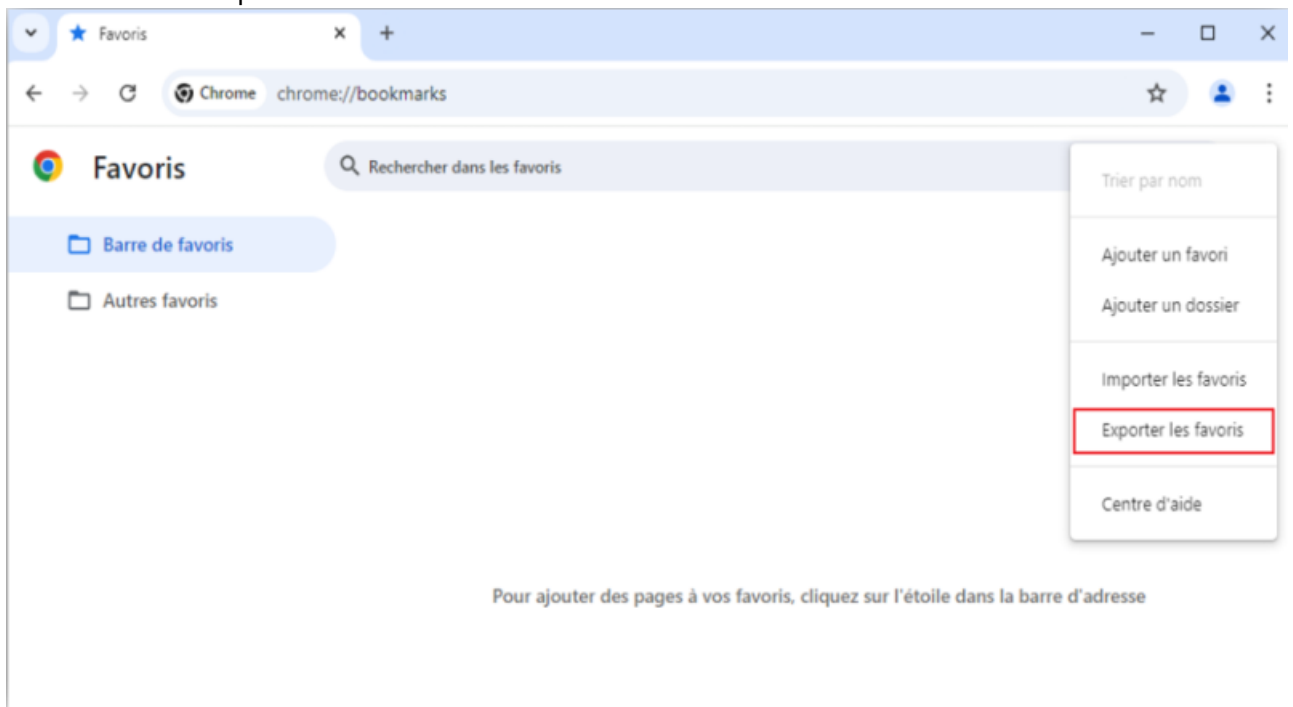 Favoris
Chrome chrome://bookmarks
Favoris
Rechercher dans les favoris
Trier par nom
Barre de favoris
Ajouter un favori
Autres favoris
Ajouter un dossier
Importer les favoris
Exporter les favoris
Centre d'aide
Pour ajouter des pages à vos favoris, cliquez sur l'étoile dans la barre d'adresse